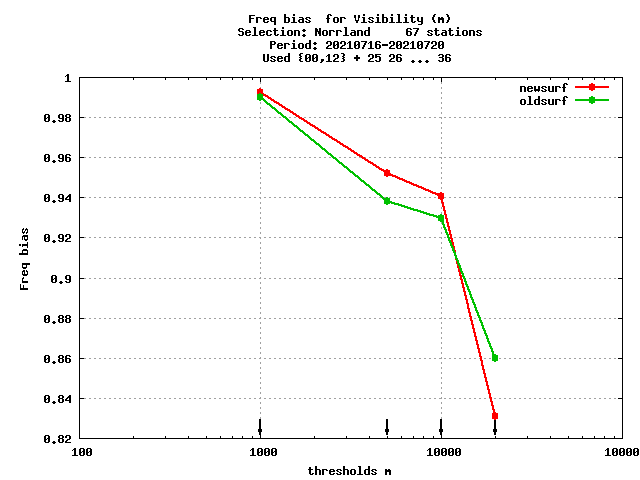 Freq bias  for Visibility (m)
Selection: Norrland     67 stations
Period: 20210716-20210720
Used {00,12} + 25 26 ... 36
newsurf
oldsurf
1
0.98
0.96
0.94
0.92
0.9
0.88
0.86
0.84
0.82
Freq bias
100
1000
10000
10000
thresholds m